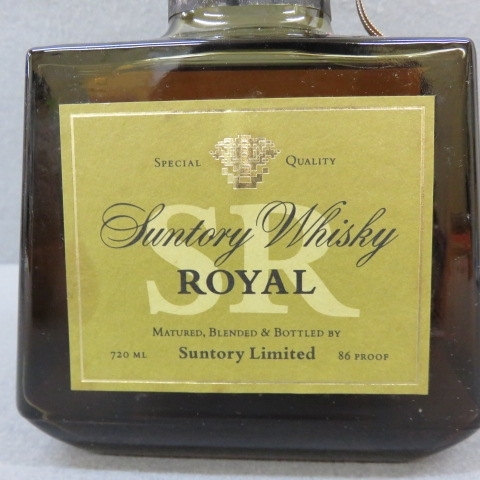 SPECIAL QUALITY
SR
Suntory Whisky
ROYAL
MATURED, BLENDED & BOTTLED BY
720 ML Suntory Limited 86 PROOF